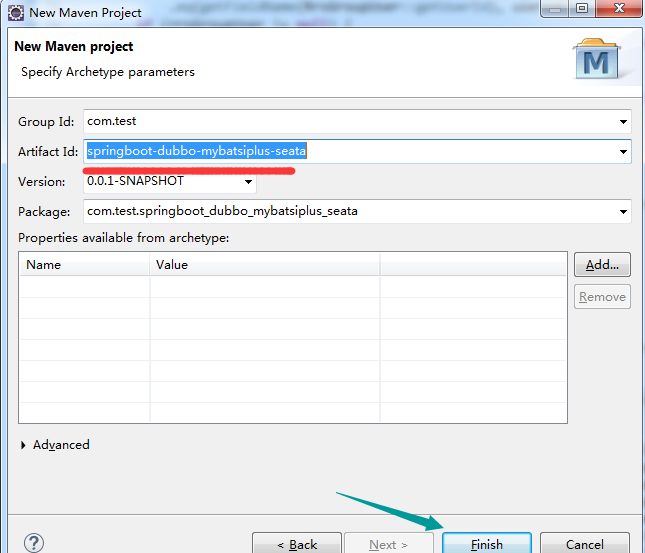 New Maven Project
New Maven project
Specify Archetype parameters
M
Group Id: com.test
Artifact Id: springboot-dubbo-mybatsiplus-seata
Version: 0.0.1-SNAPSHOT
Package: com.test.springboot_dubbo_mybatsiplus_seata
Properties available from archetype:
Name Value
Add...
Remove
Advanced
? < Back Next > Finish Cancel